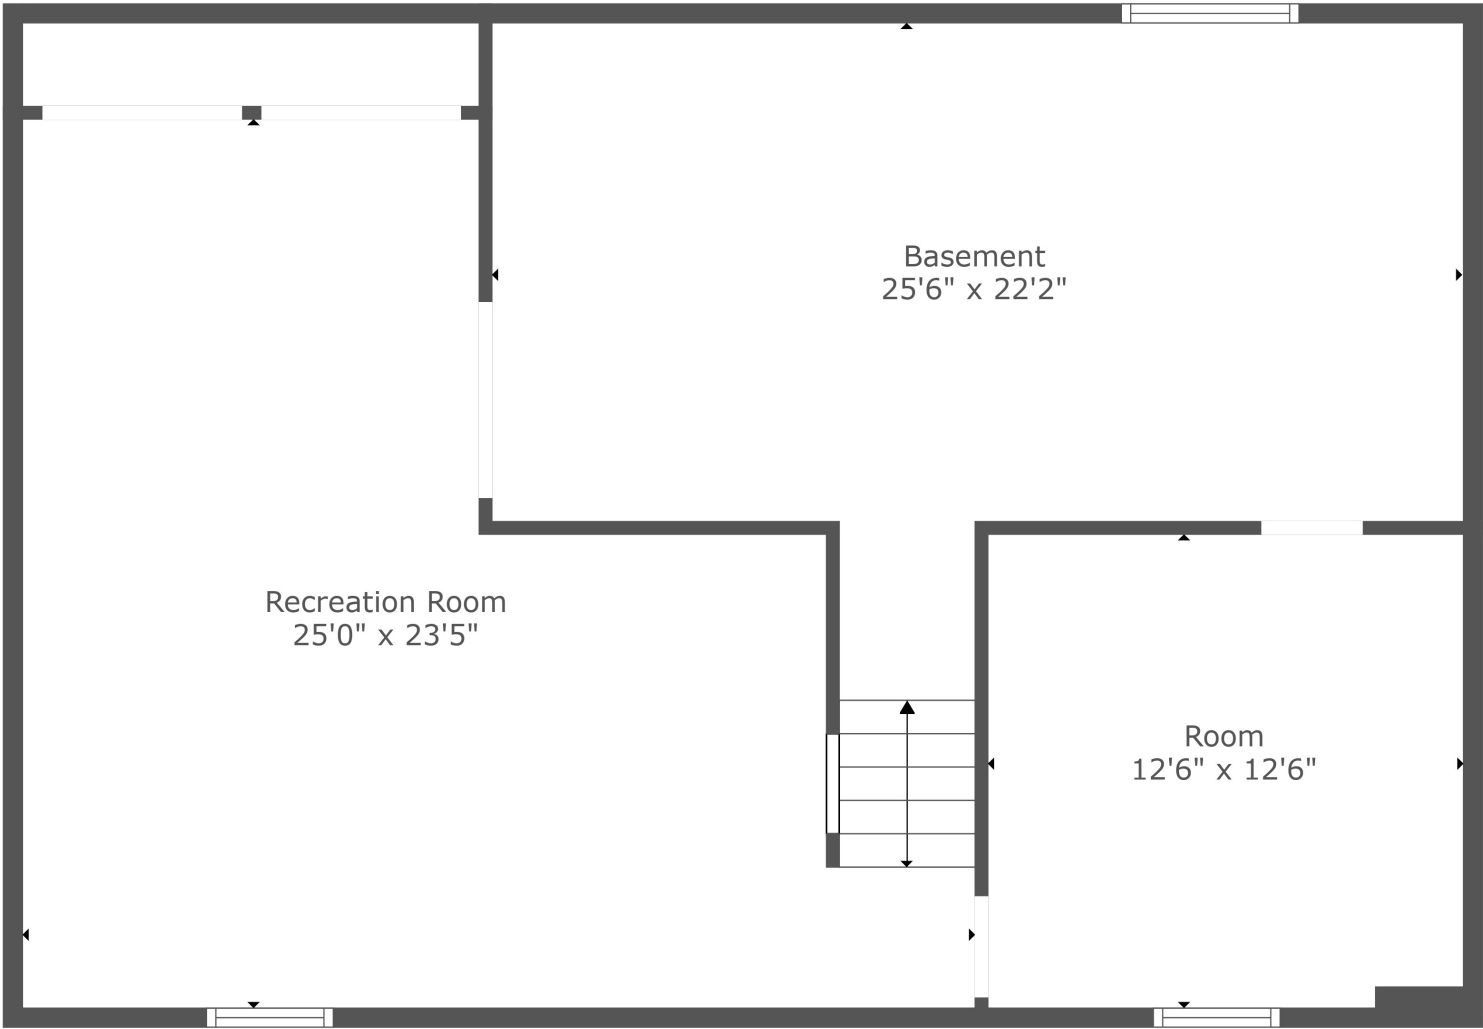 Basement
25'6" x 22'2"
Recreation Room
25'0" x 23'5"
Room
12'6" x 12'6"